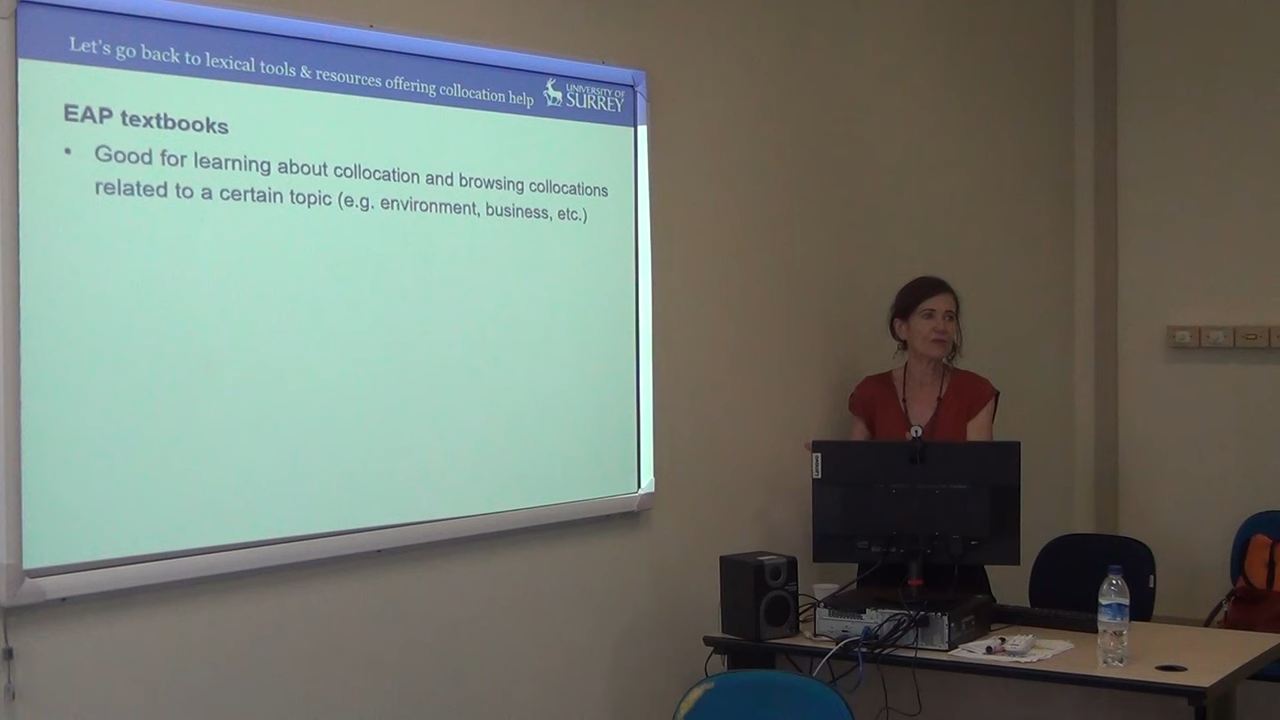 Let's go back to lexical tools & resources offering collocation help
UNIVERSITY OF
SURREY
EAP textbooks
• Good for learning about collocation and browsing collocations
related to a certain topic (e.g. environment, business, etc.)
Lenovo